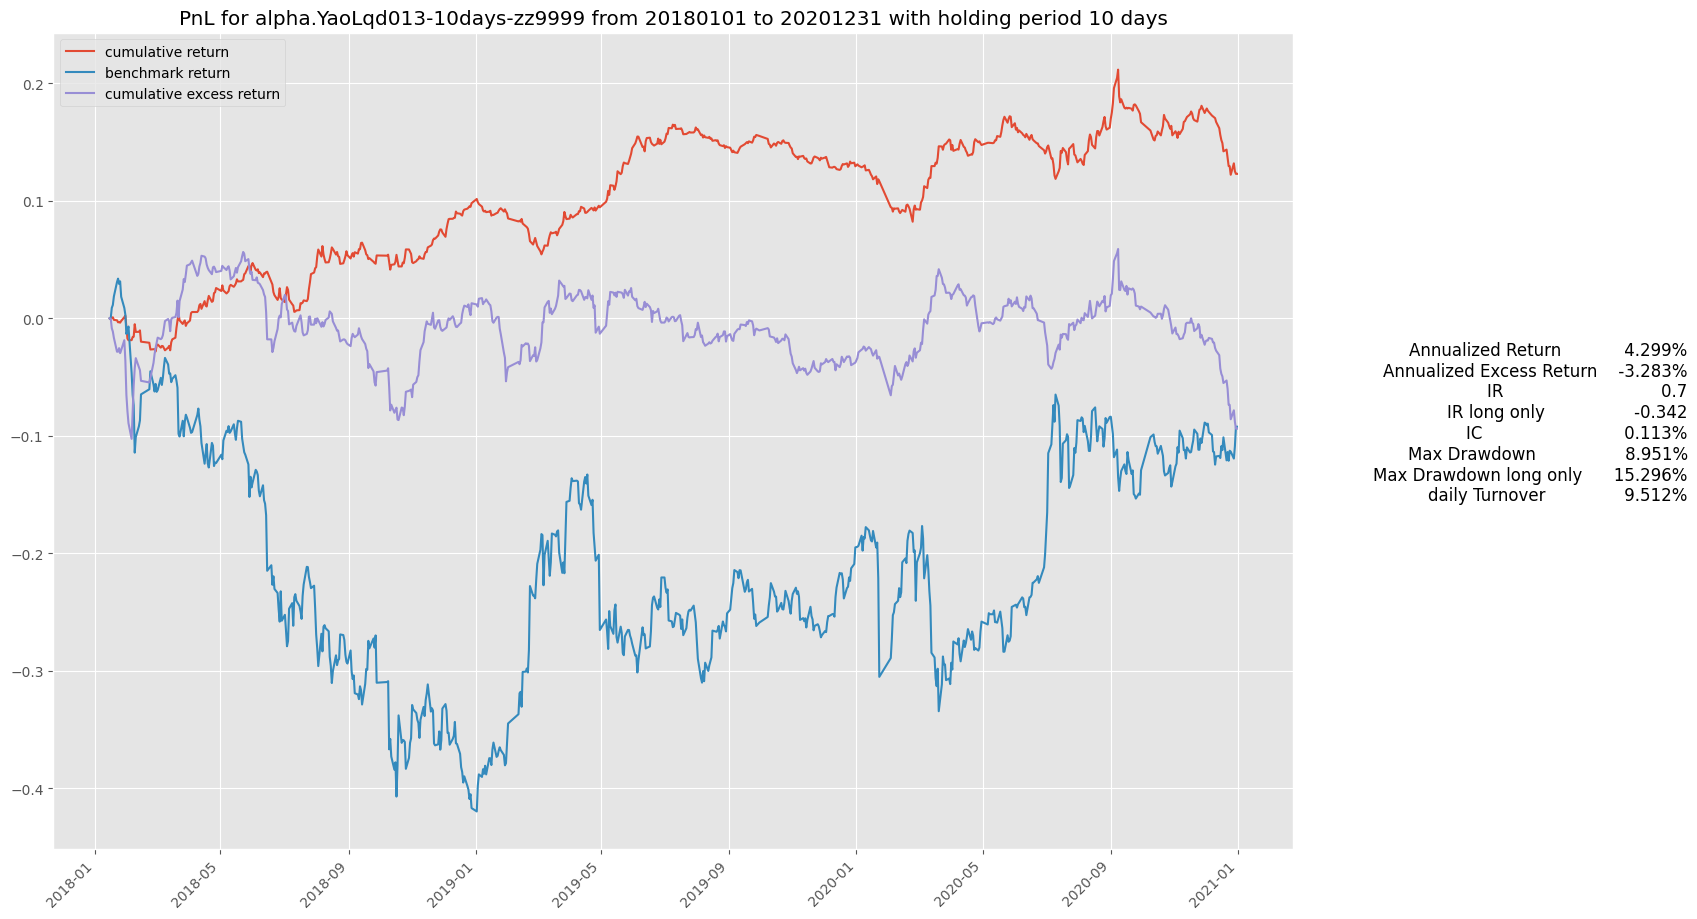 PnL for alpha.YaoLqd013-10days-zz9999 from 20180101 to 20201231 with holding period 10 days
cumulative return
benchmark return
cumulative excess return
0.2
0.1
0.0
−0.1
−0.2
−0.3
−0.4
2018-01
2018-05
2018-09
2019-01
2019-05
2019-09
2020-01
2020-05
2020-09
2021-01
Annualized Return 4.299%
Annualized Excess Return -3.283%
IR 0.7
IR long only -0.342
IC 0.113%
Max Drawdown 8.951%
Max Drawdown long only 15.296%
daily Turnover 9.512%